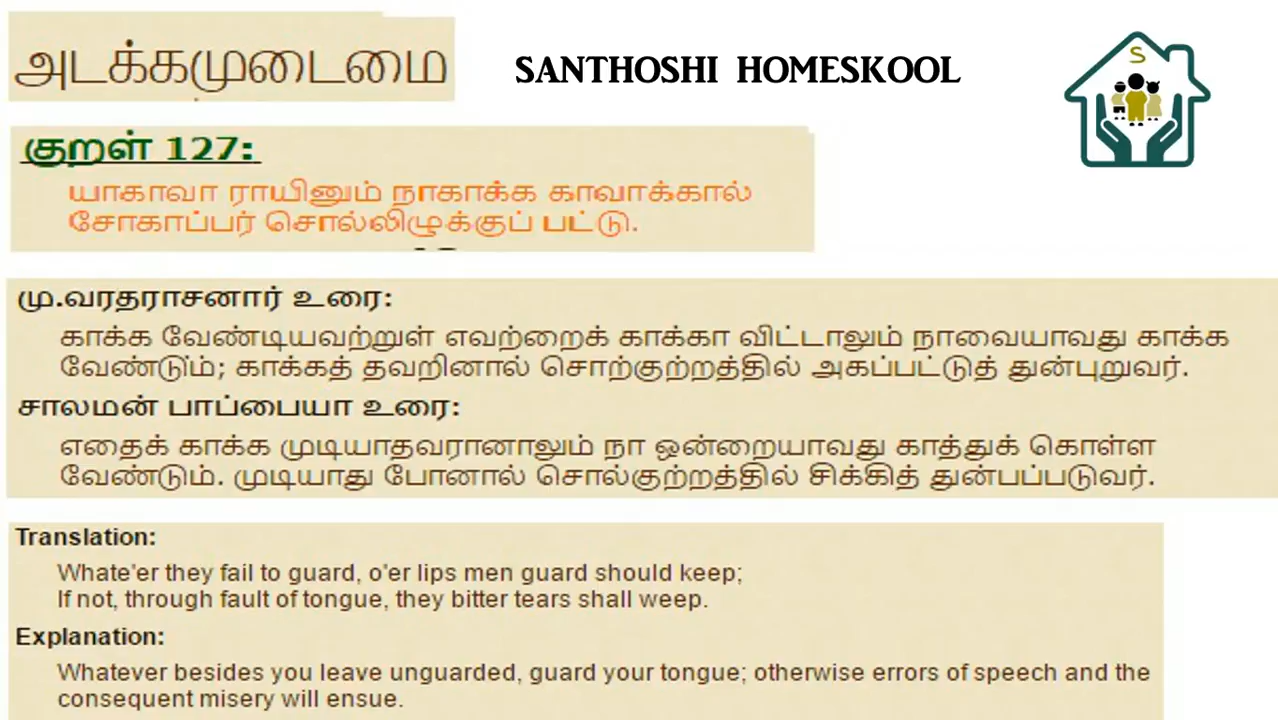 அடக்கமுடைமை
SANTHOSHI HOMESKOOL
S
குறள் 127:
யாகாவா ராயினும் நாகாக்க காவாக்கால்
சோகாப்பர் சொல்லிழுக்குப் பட்டு.
மு.வரதராசனார் உரை:
காக்க வேண்டியவற்றுள் எவற்றைக் காக்கா விட்டாலும் நாவையாவது காக்க
வேண்டும்; காக்கத் தவறினால் சொற்குற்றத்தில் அகப்பட்டுத் துன்புறுவர்.
சாலமன் பாப்பையா உரை:
எதைக் காக்க முடியாதவரானாலும் நா ஒன்றையாவது காத்துக் கொள்ள
வேண்டும். முடியாது போனால் சொல்குற்றத்தில் சிக்கித் துன்பப்படுவர்.
Translation:
Whate'er they fail to guard, o'er lips men guard should keep;
If not, through fault of tongue, they bitter tears shall weep.
Explanation:
Whatever besides you leave unguarded, guard your tongue; otherwise errors of speech and the
consequent misery will ensue.